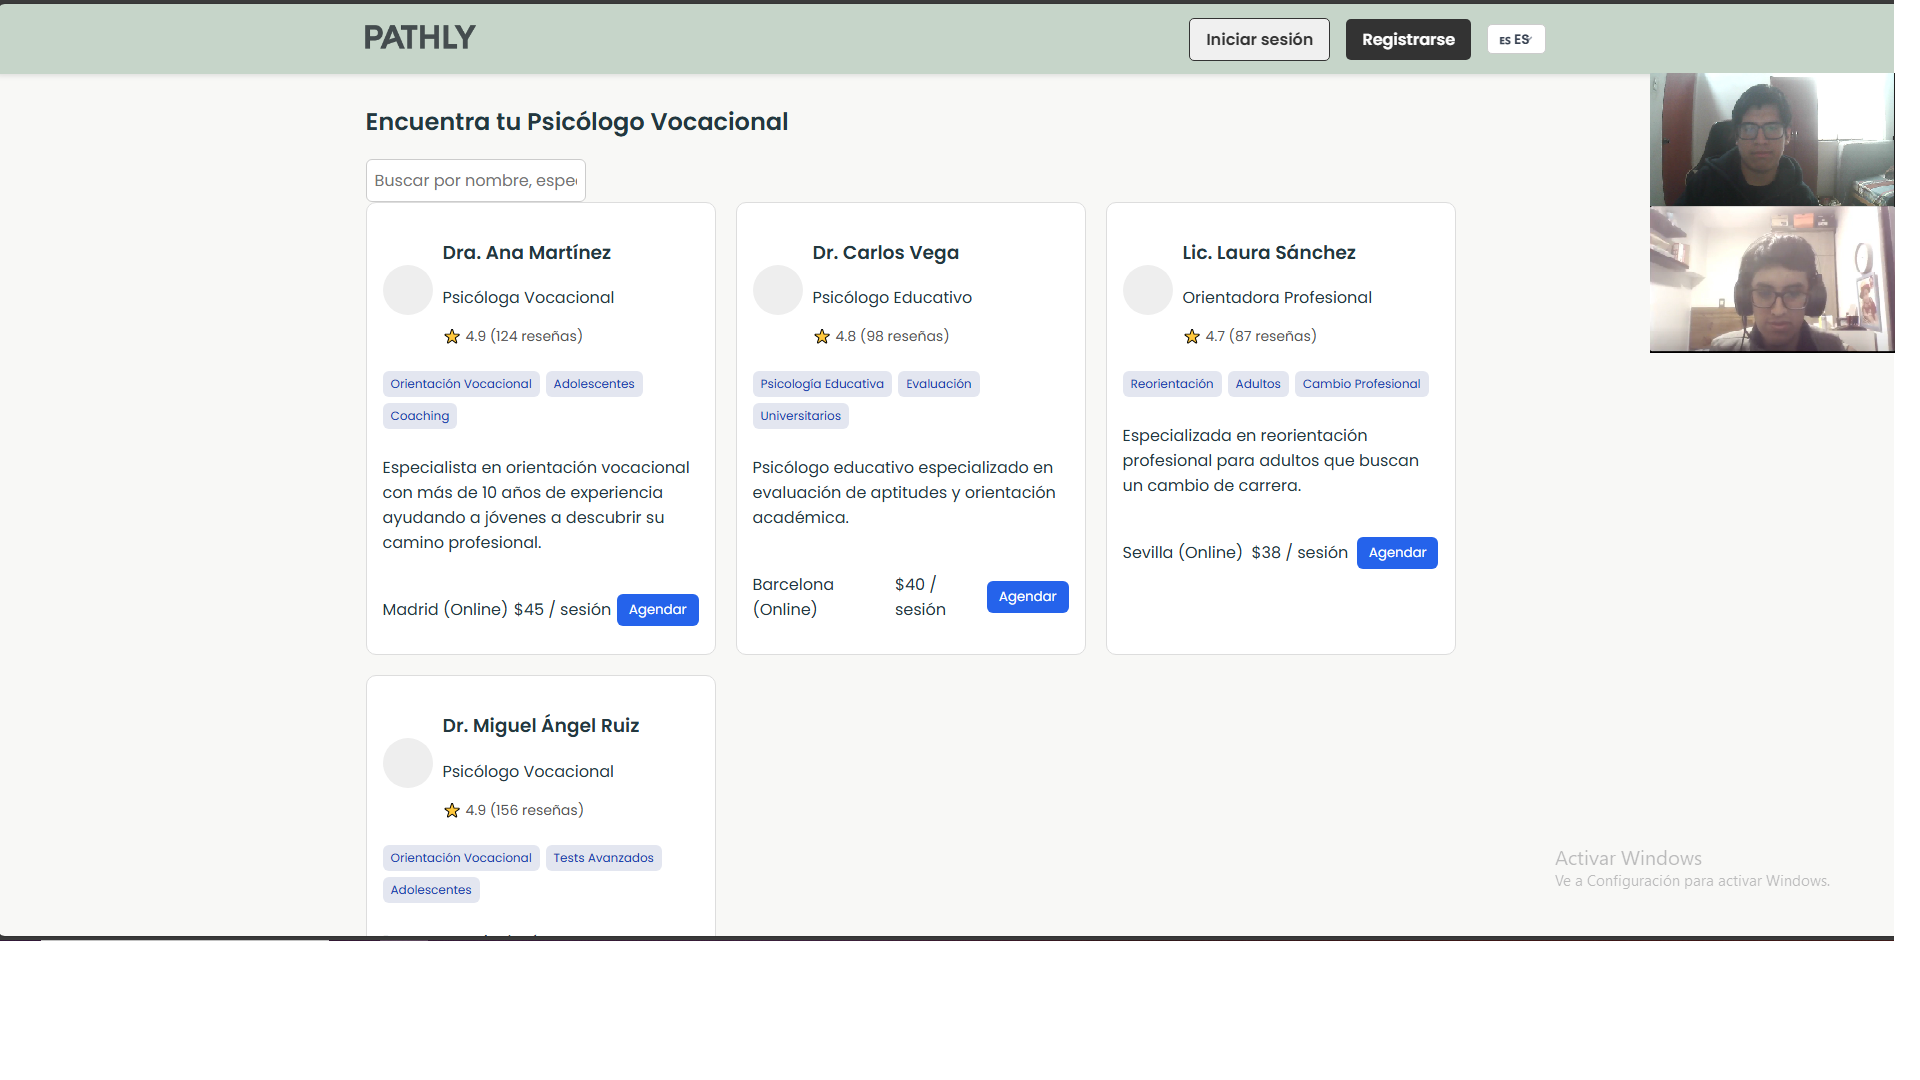 PATHLY
Iniciar sesión
Registrarse
ES ES
Encuentra tu Psicólogo Vocacional
Buscar por nombre, espe
Dra. Ana Martínez
Psicóloga Vocacional
4.9 (124 reseñas)
Orientación Vocacional
Adolescentes
Coaching
Especialista en orientación vocacional
con más de 10 años de experiencia
ayudando a jóvenes a descubrir su
camino profesional.
Madrid (Online)
$45 / sesión
Agendar
Dr. Carlos Vega
Psicólogo Educativo
4.8 (98 reseñas)
Psicología Educativa
Evaluación
Universitarios
Psicólogo educativo especializado en
evaluación de aptitudes y orientación
académica.
Barcelona
(Online)
$40 /
sesión
Agendar
Lic. Laura Sánchez
Orientadora Profesional
4.7 (87 reseñas)
Reorientación
Adultos
Cambio Profesional
Especializada en reorientación
profesional para adultos que buscan
un cambio de carrera.
Sevilla (Online)
$38 / sesión
Agendar
Dr. Miguel Ángel Ruiz
Psicólogo Vocacional
4.9 (156 reseñas)
Orientación Vocacional
Tests Avanzados
Adolescentes
Activar Windows
Ve a Configuración para activar Windows.